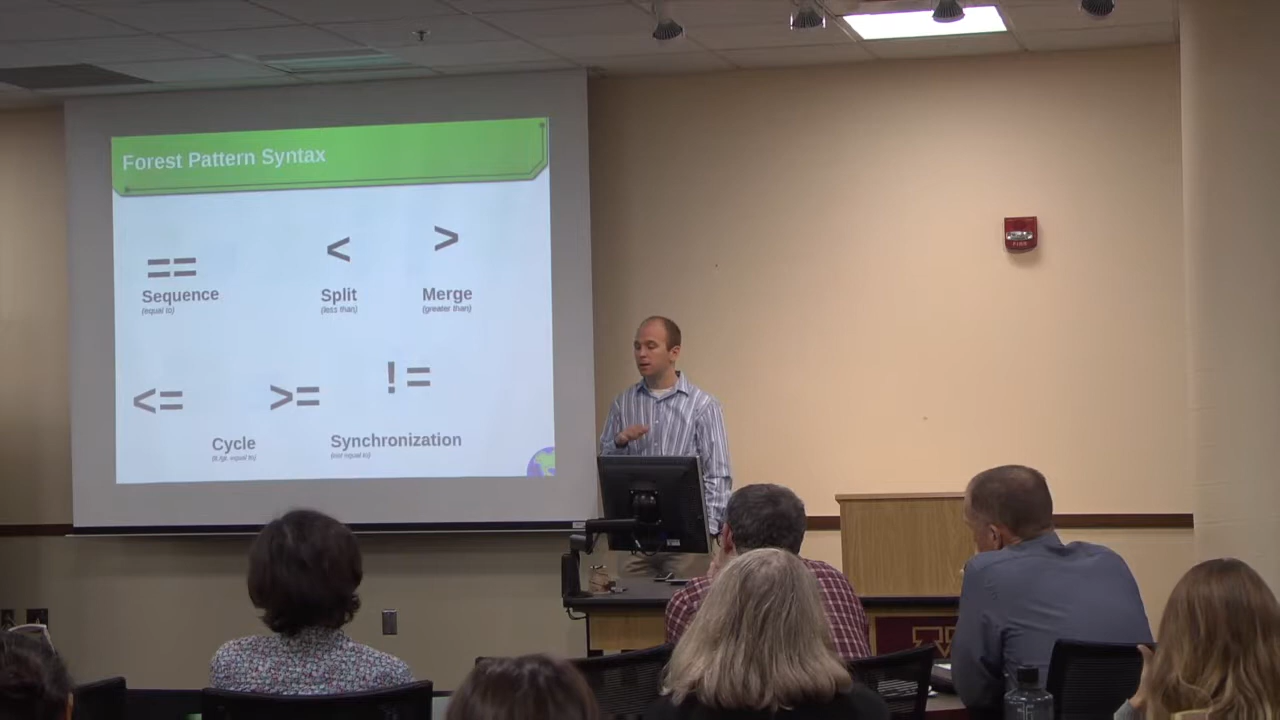 Forest Pattern Syntax
==
Sequence
(equal to)
<
Split
(less than)
>
Merge
(greater than)
<=
>=
Cycle
!=
Synchronization
(not equal to)
FIRE